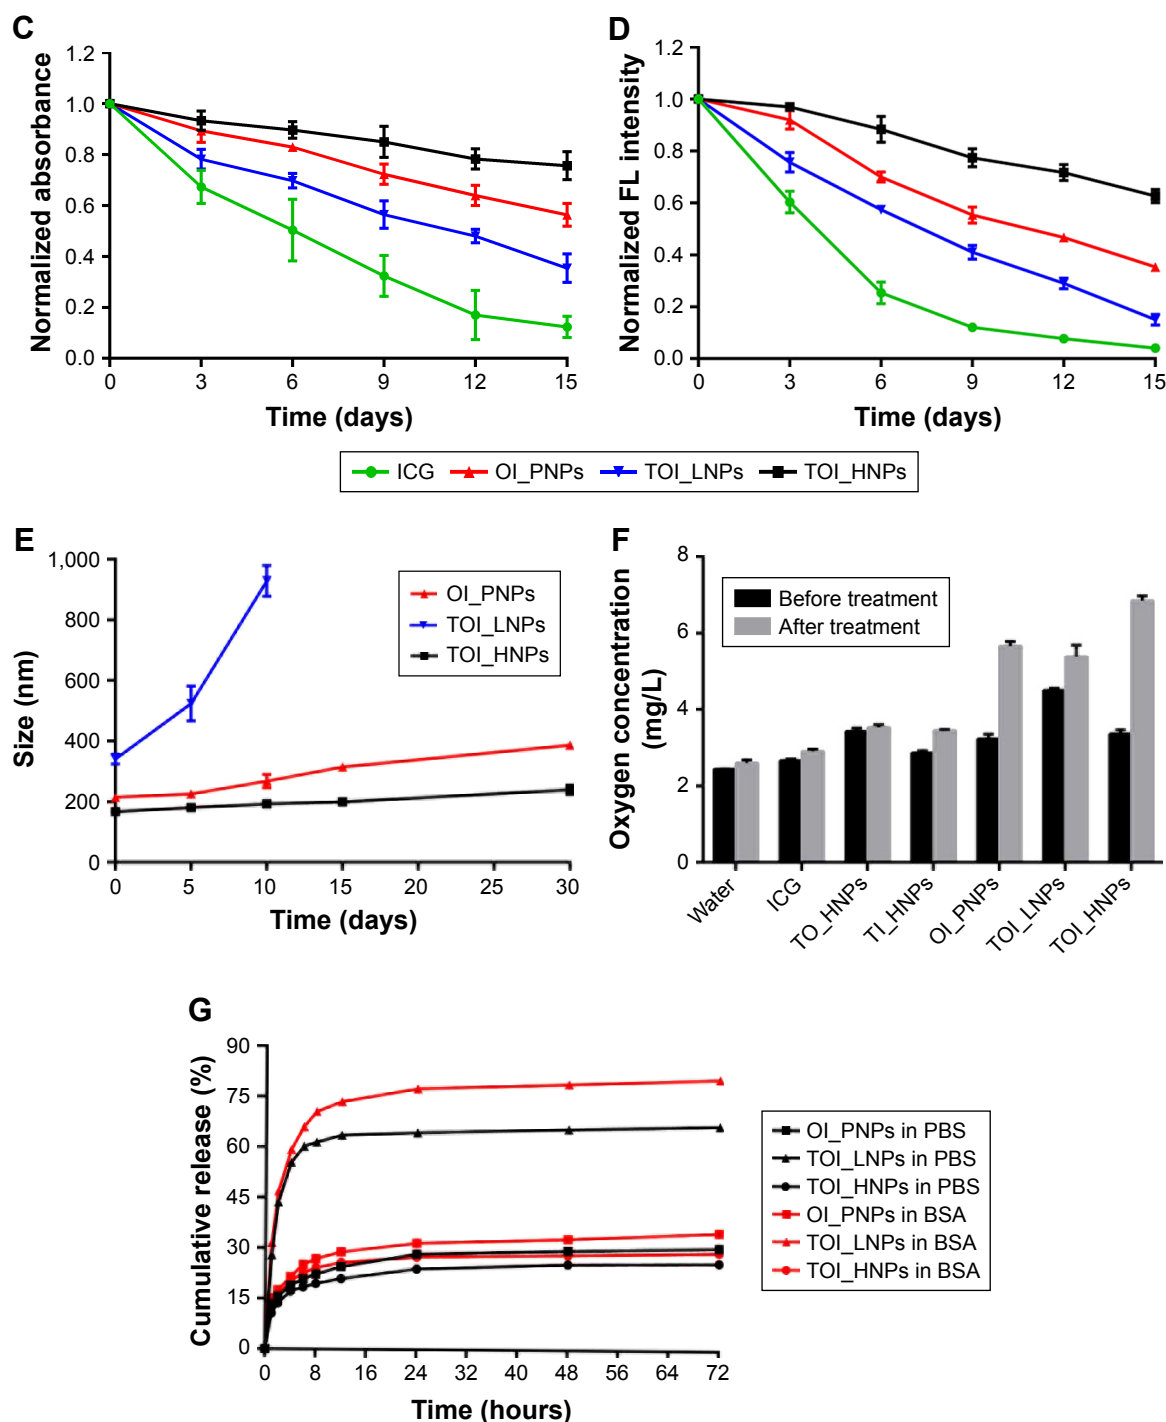 C
Normalized absorbance
1.2
1.0
0.8
0.6
0.4
0.2
0.0
0 3 6 9 12 15
Time (days)
D
Normalized FL intensity
1.2
1.0
0.8
0.6
0.4
0.2
0.0
0 3 6 9 12 15
Time (days)
ICG OI_PNPs TOI_LNPs TOI_HNPs
E
Size (nm)
1,000
800
600
400
200
0
0 5 10 15 20 25 30
Time (days)
OI_PNPs
TOI_LNPs
TOI_HNPs
F
Oxygen concentration
(mg/L)
8
6
4
2
0
Before treatment
After treatment
Water
ICG
TO_HNPs
TI_HNPs
OI_PNPs
TOI_LNPs
TOI_HNPs
G
Cumulative release (%)
90
75
60
45
30
15
0
0 8 16 24 32 40 48 56 64 72
Time (hours)
OI_PNPs in PBS
TOI_LNPs in PBS
TOI_HNPs in PBS
OI_PNPs in BSA
TOI_LNPs in BSA
TOI_HNPs in BSA